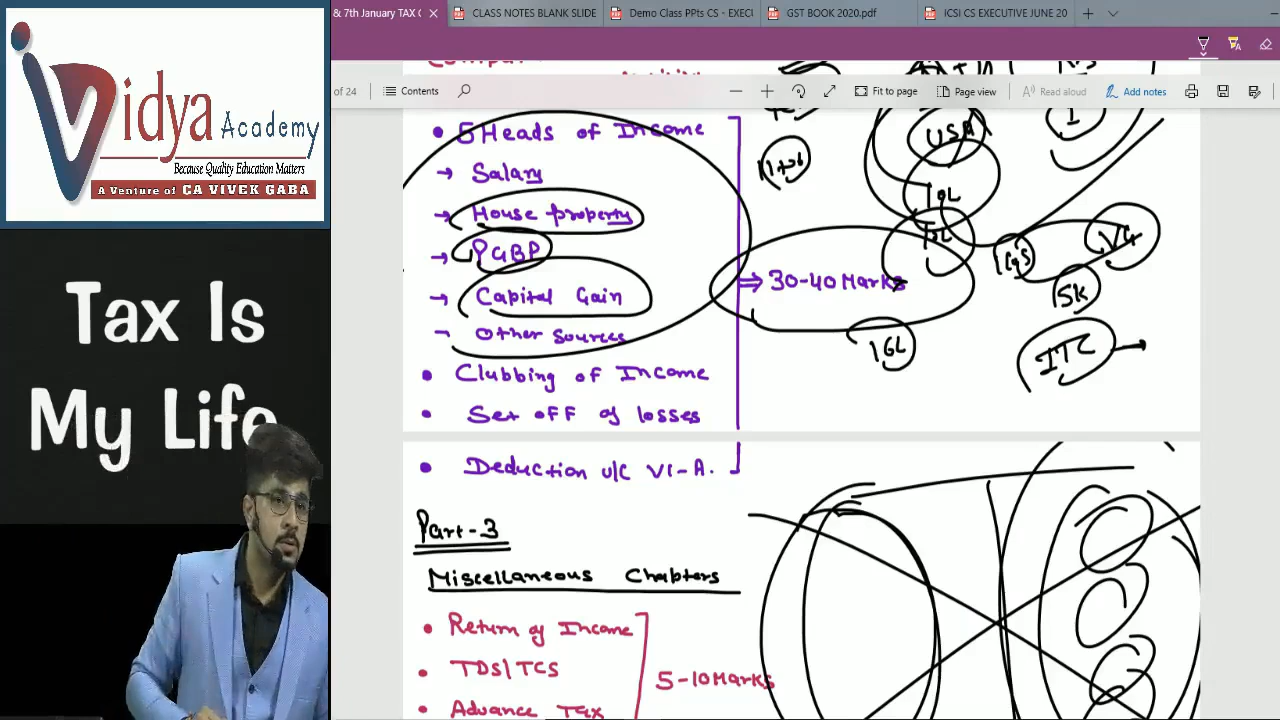 & 7th January TAX C
CLASS NOTES BLANK SLIDE
Demo Class PPts CS - EXECU
GST BOOK 2020.pdf
ICSI CS EXECUTIVE JUNE 20
of 24
Contents
Fit to page
Page view
Read aloud
Add notes
Vidya
Academy
Because Quality Education Matters
A Venture of CA VIVEK GABA
Tax Is
My Life
• 5 Heads of Income
→ Salary
→ House property
→ PGBP
→ Capital Gain
- Other sources
• Clubbing of Income
• Set off of losses
• Deduction u/c VI-A.
⇒ 30-40 Marks
USA
10L
10L
16L
5K
ITC →
Part-3
Miscellaneous Chapters
• Return of Income
• TDS/TCS
• Advance Tax
5-10 Marks